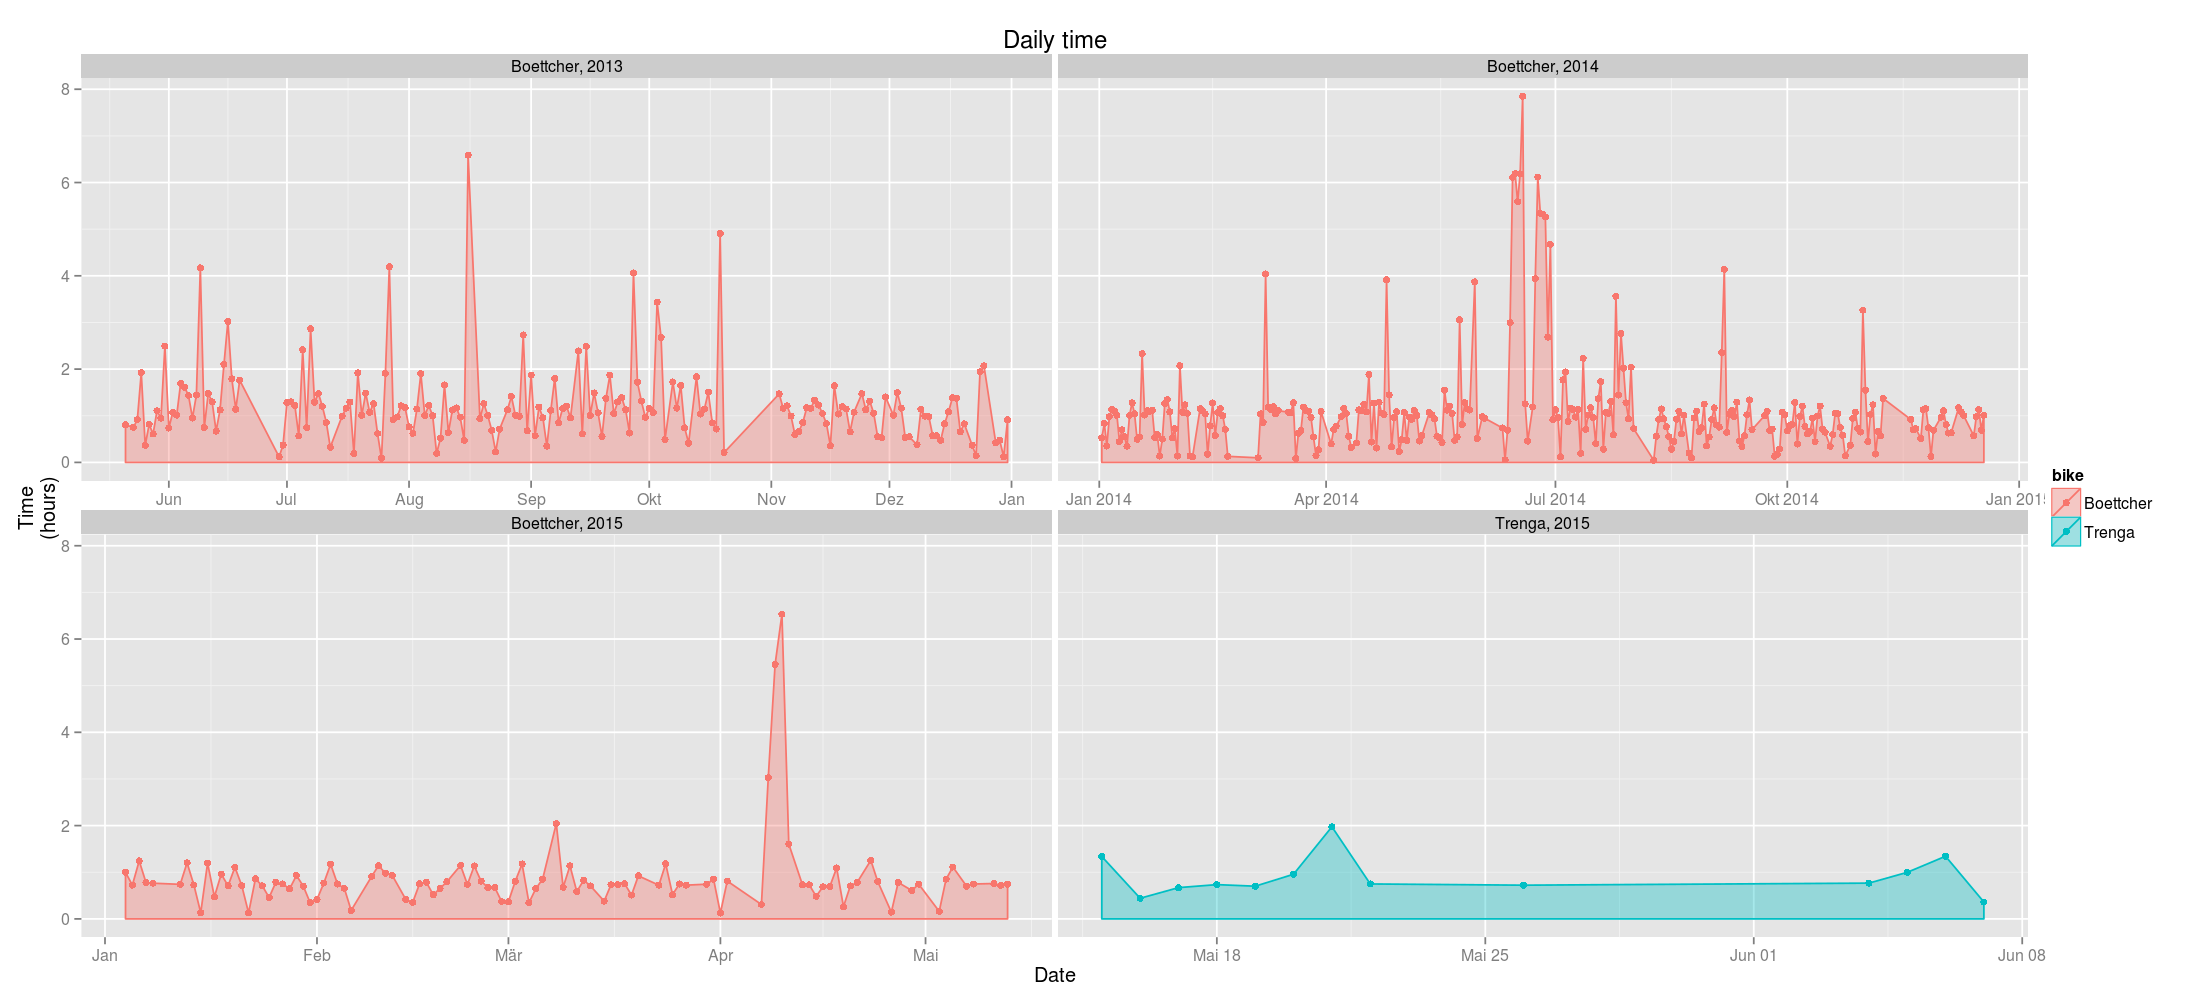 Daily time
Boettcher, 2013
Boettcher, 2014
8
6
4
2
0
Jun Jul Aug Sep Okt Nov Dez Jan
Jan 2014 Apr 2014 Jul 2014 Okt 2014 Jan 201
Time
(hours)
Boettcher, 2015
Trenga, 2015
8
6
4
2
0
Jan Feb Mär Apr Mai
Mai 18 Mai 25 Jun 01 Jun 08
Date
bike
Boettcher
Trenga